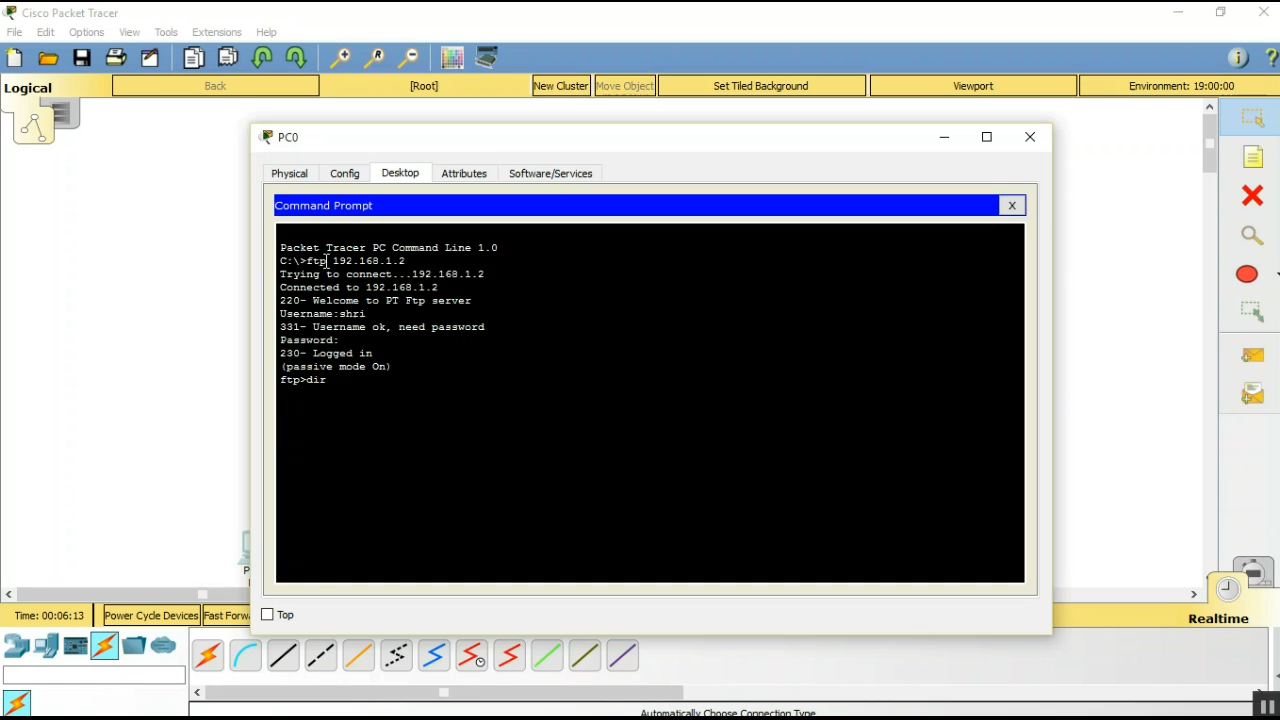 Cisco Packet Tracer
File Edit Options View Tools Extensions Help
Logical
Back
[Root]
New Cluster
Move Object
Set Tiled Background
Viewport
Environment: 19:00:00
PC0
Physical
Config
Desktop
Attributes
Software/Services
Command Prompt
X
Packet Tracer PC Command Line 1.0
C:\>ftp 192.168.1.2
Trying to connect...192.168.1.2
Connected to 192.168.1.2
220- Welcome to PT Ftp server
Username:shri
331- Username ok, need password
Password:
230- Logged in
(passive mode On)
ftp>dir
Top
Time: 00:06:13
Power Cycle Devices
Fast Forw
Realtime
Automatically Choose Connection Type